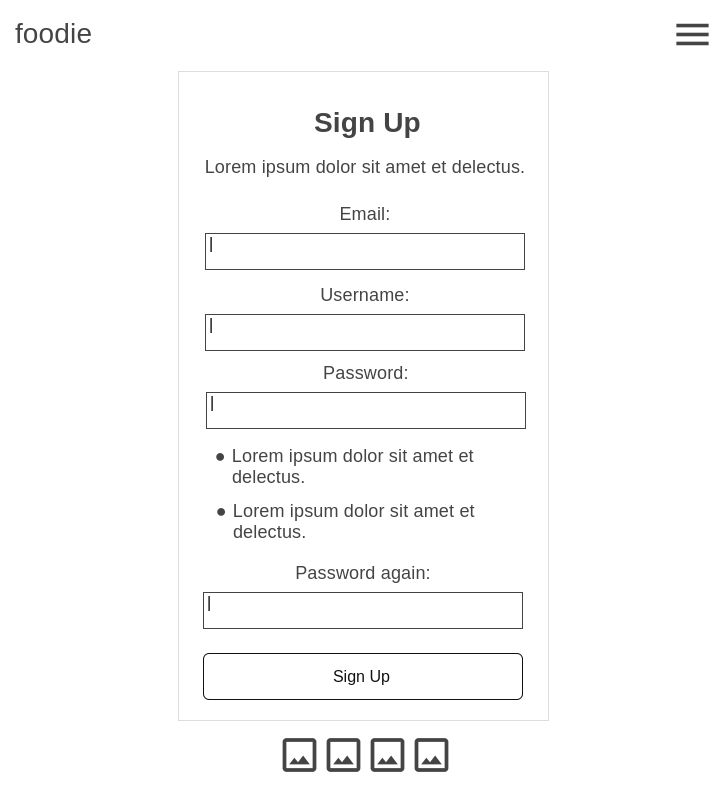 foodie
Sign Up
Lorem ipsum dolor sit amet et delectus.
Email:
Username:
Password:
● Lorem ipsum dolor sit amet et
delectus.
● Lorem ipsum dolor sit amet et
delectus.
Password again:
Sign Up